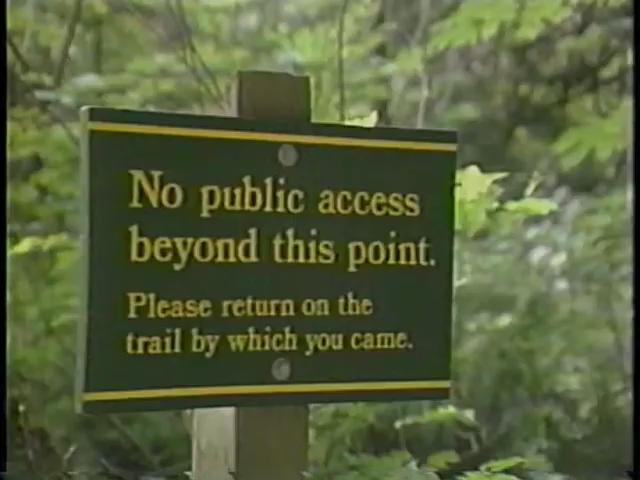 No public access
beyond this point.
Please return on the
trail by which you came.